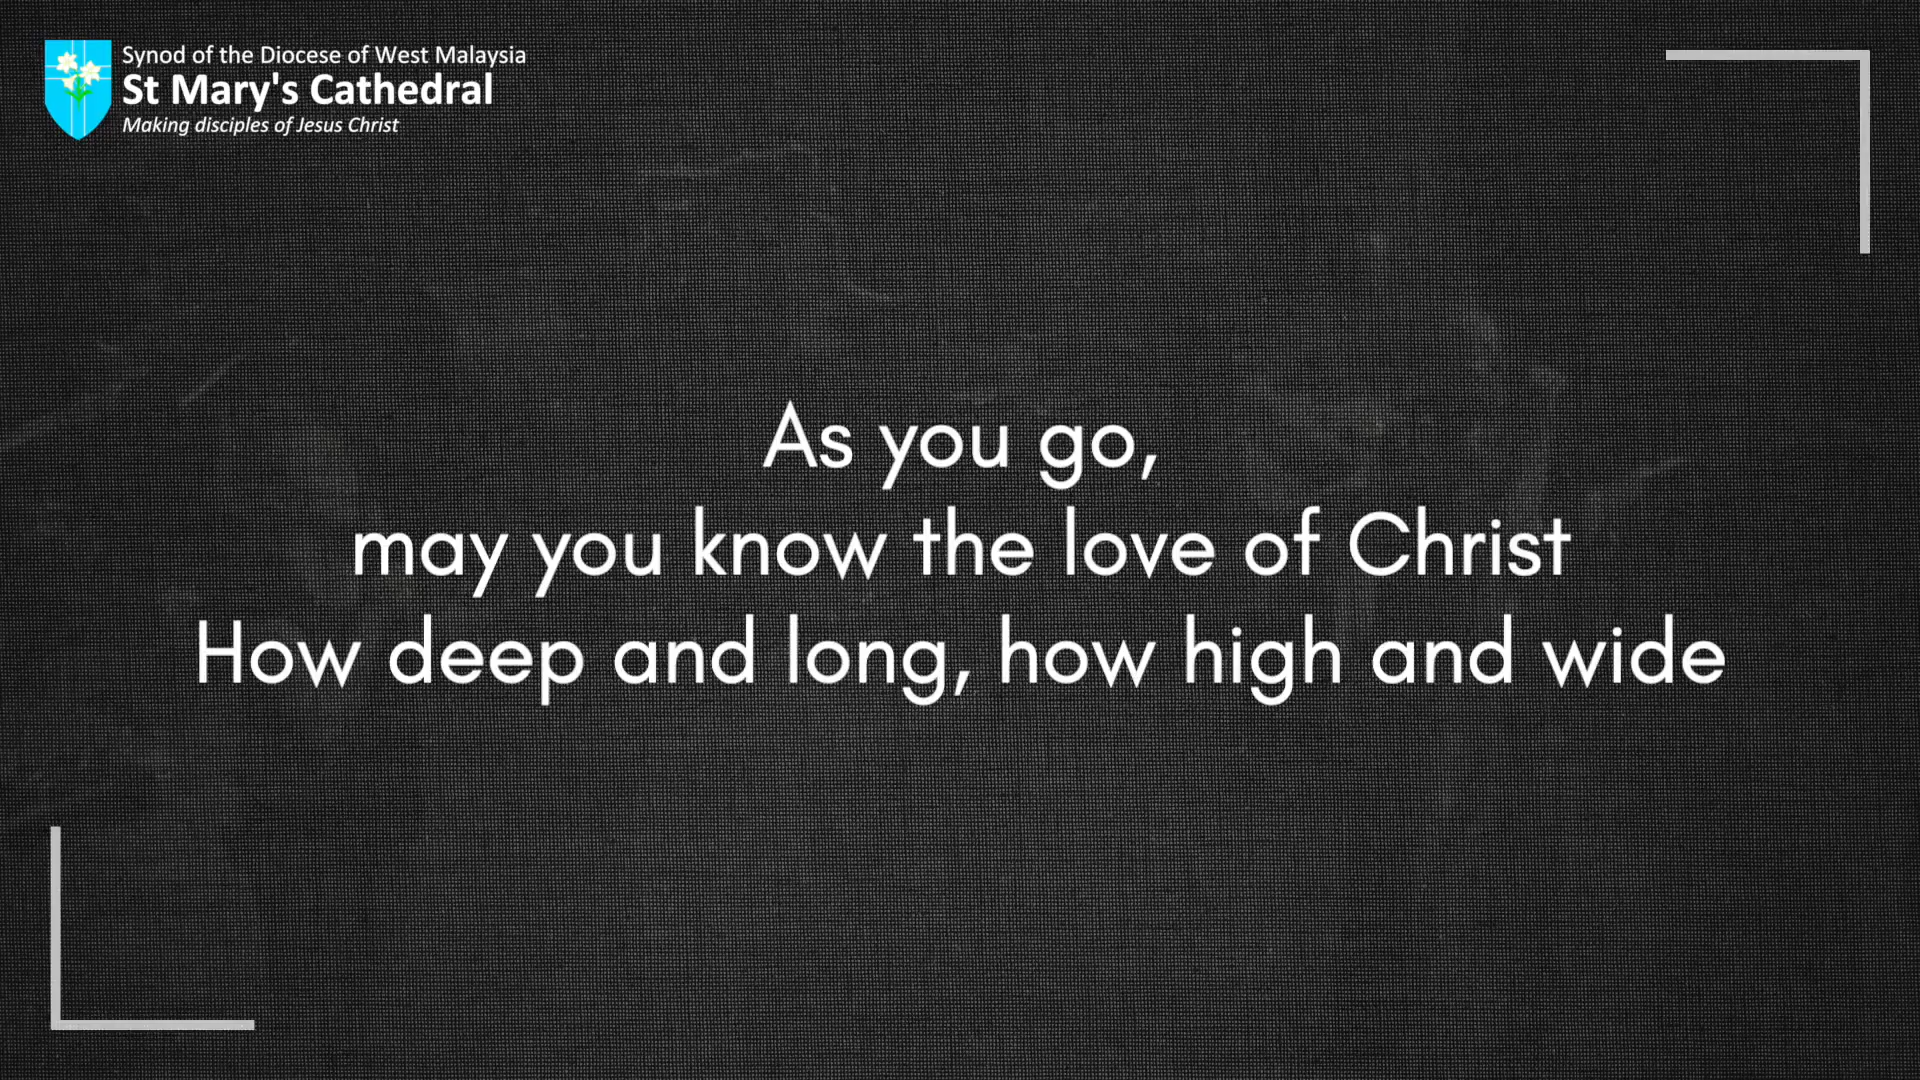 Synod of the Diocese of West Malaysia
St Mary's Cathedral
Making disciples of Jesus Christ
As you go,
may you know the love of Christ
How deep and long, how high and wide